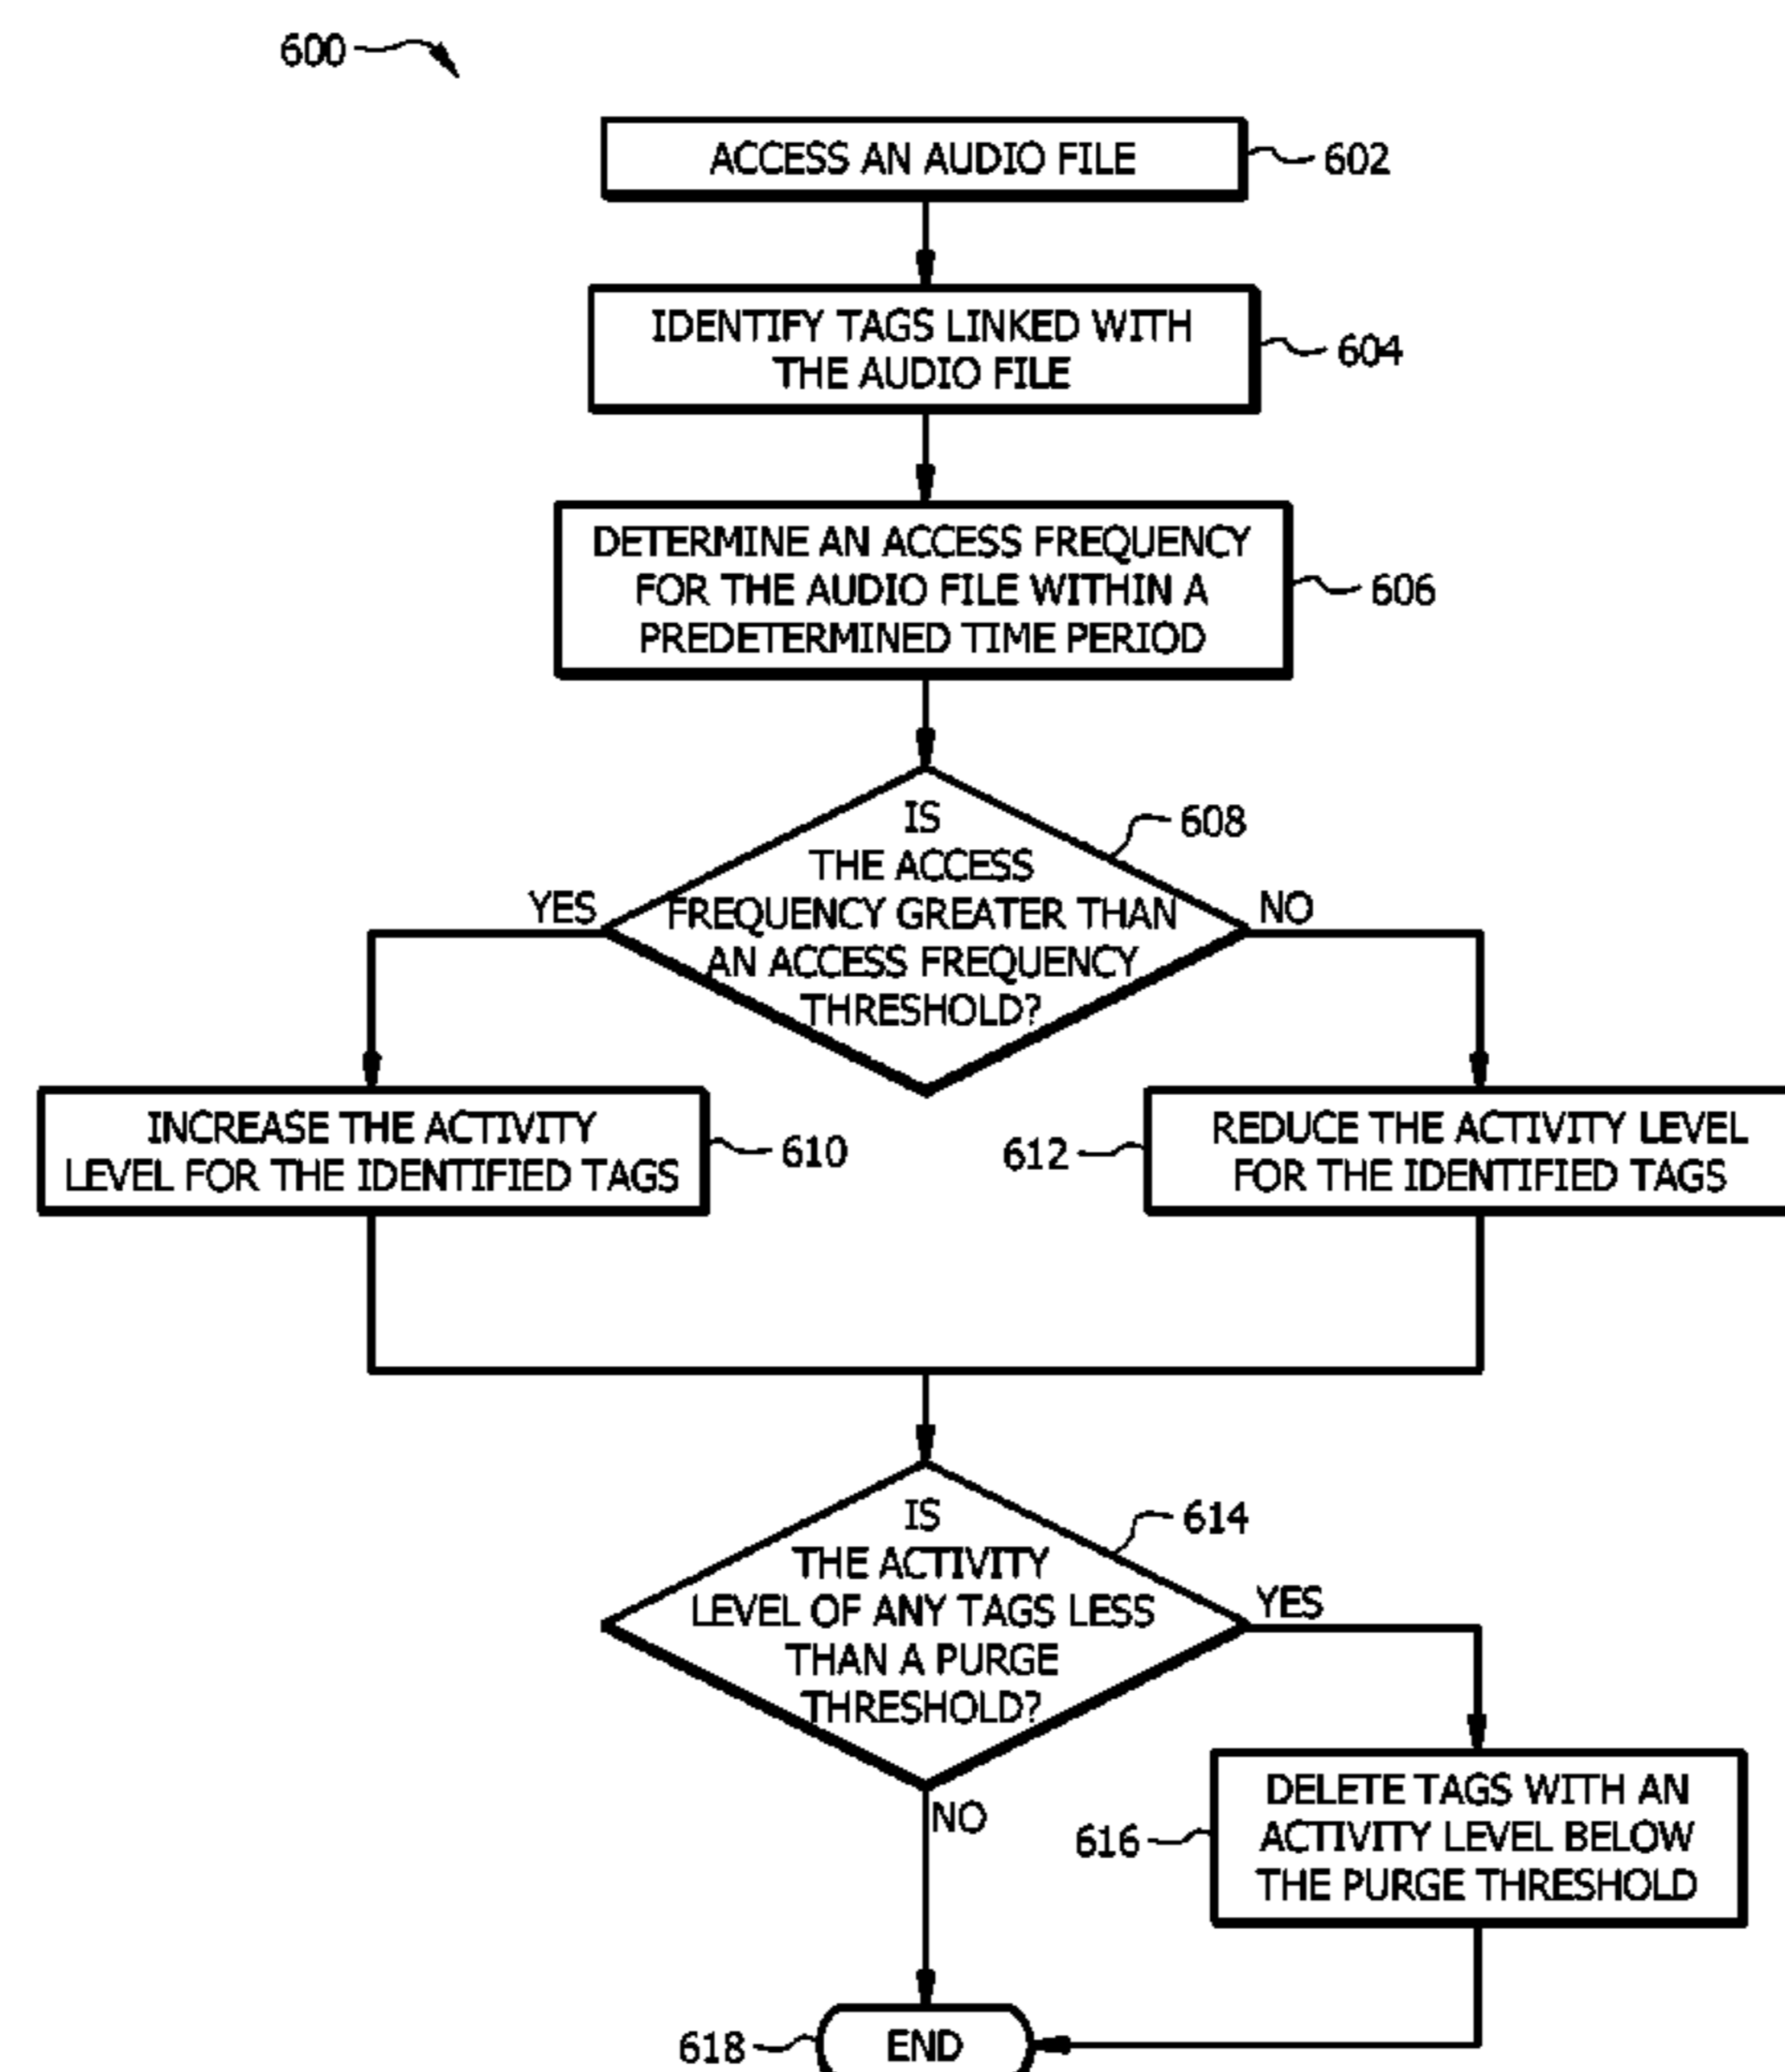 600
ACCESS AN AUDIO FILE
602
IDENTIFY TAGS LINKED WITH
THE AUDIO FILE
604
DETERMINE AN ACCESS FREQUENCY
FOR THE AUDIO FILE WITHIN A
PREDETERMINED TIME PERIOD
606
IS
THE ACCESS
FREQUENCY GREATER THAN
AN ACCESS FREQUENCY
THRESHOLD?
608
YES
NO
INCREASE THE ACTIVITY
LEVEL FOR THE IDENTIFIED TAGS
610
612
REDUCE THE ACTIVITY LEVEL
FOR THE IDENTIFIED TAGS
IS
THE ACTIVITY
LEVEL OF ANY TAGS LESS
THAN A PURGE
THRESHOLD?
614
YES
NO
616
DELETE TAGS WITH AN
ACTIVITY LEVEL BELOW
THE PURGE THRESHOLD
618
END